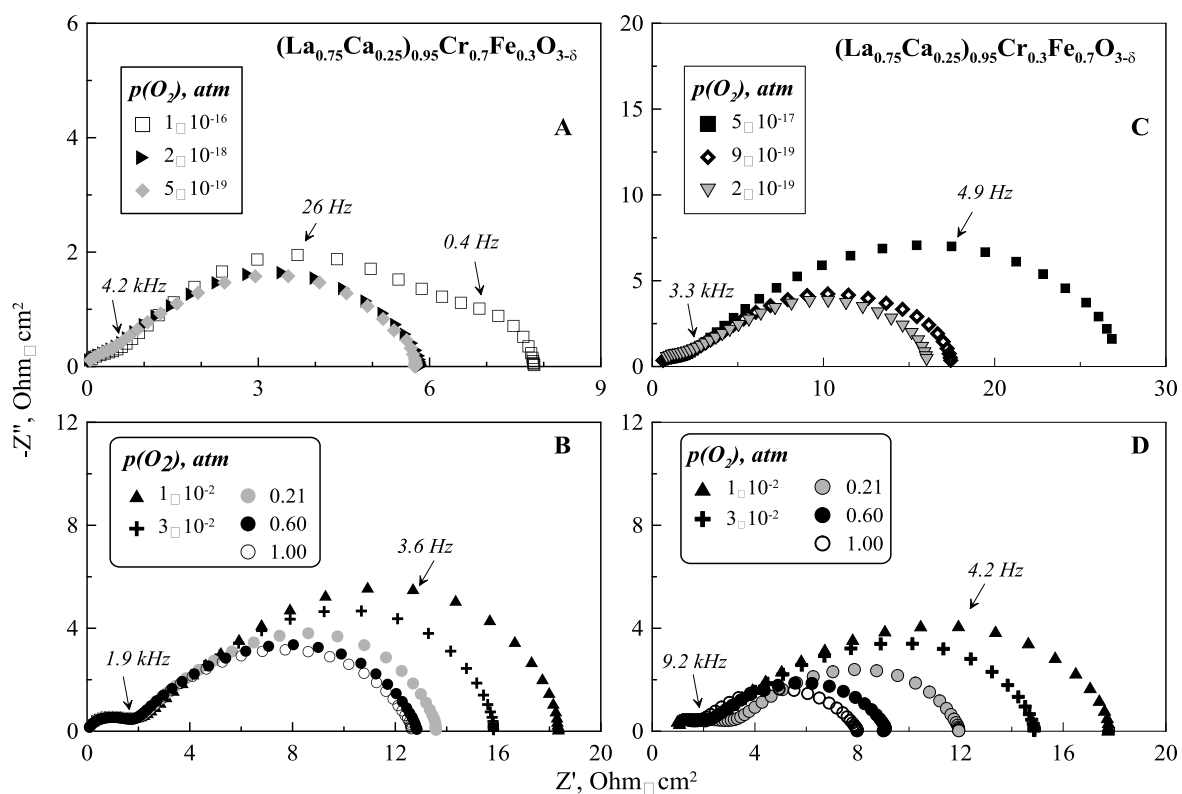 (La0.75Ca0.25)0.95Cr0.7Fe0.3O3-δ
p(O2), atm
1□10-16
2□10-18
5□10-19
A
26 Hz
0.4 Hz
4.2 kHz
6
4
2
0
0 3 6 9
(La0.75Ca0.25)0.95Cr0.3Fe0.7O3-δ
p(O2), atm
5□10-17
9□10-19
2□10-19
C
4.9 Hz
3.3 kHz
20
15
10
5
0
0 10 20 30
-Z'', Ohm□cm2
p(O2), atm
1□10-2 0.21
3□10-2 0.60
1.00
B
3.6 Hz
1.9 kHz
12
8
4
0
0 4 8 12 16 20
p(O2), atm
1□10-2 0.21
3□10-2 0.60
1.00
D
4.2 Hz
9.2 kHz
12
8
4
0
0 4 8 12 16 20
Z', Ohm□cm2